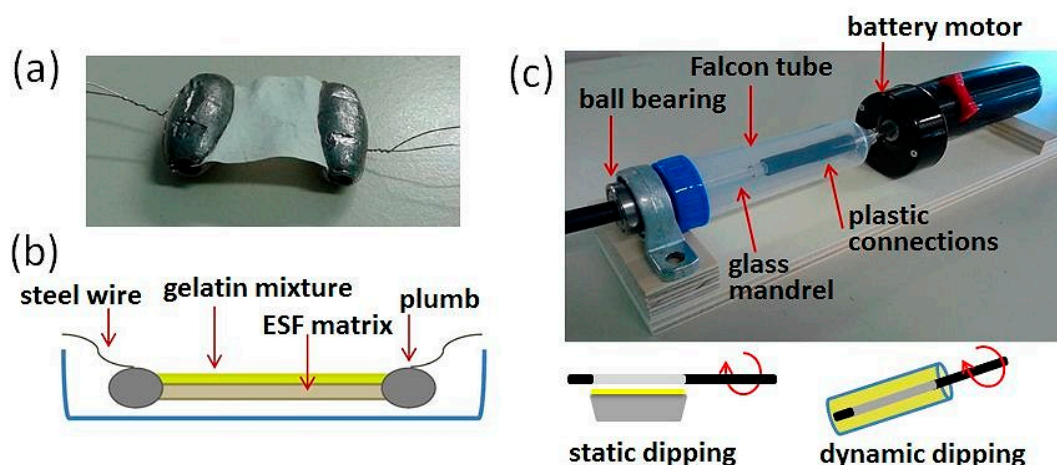 (a)
(b)
steel wire
gelatin mixture
ESF matrix
plumb
(c)
battery motor
Falcon tube
ball bearing
plastic
connections
glass
mandrel
static dipping
dynamic dipping